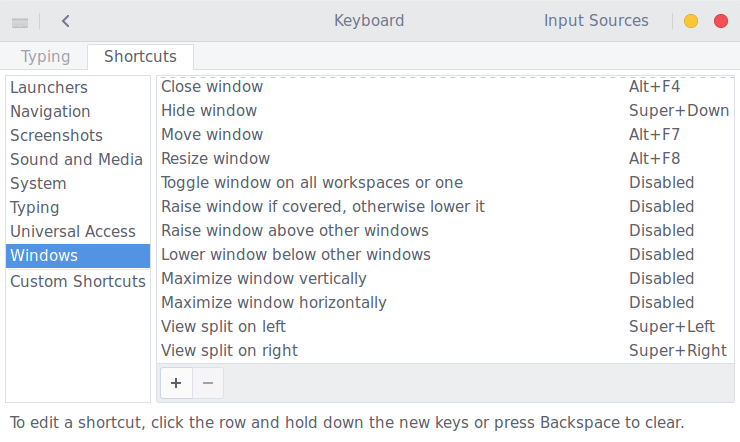 Keyboard
Input Sources
Typing
Shortcuts
Launchers
Navigation
Screenshots
Sound and Media
System
Typing
Universal Access
Windows
Custom Shortcuts
Close window Alt+F4
Hide window Super+Down
Move window Alt+F7
Resize window Alt+F8
Toggle window on all workspaces or one Disabled
Raise window if covered, otherwise lower it Disabled
Raise window above other windows Disabled
Lower window below other windows Disabled
Maximize window vertically Disabled
Maximize window horizontally Disabled
View split on left Super+Left
View split on right Super+Right
To edit a shortcut, click the row and hold down the new keys or press Backspace to clear.